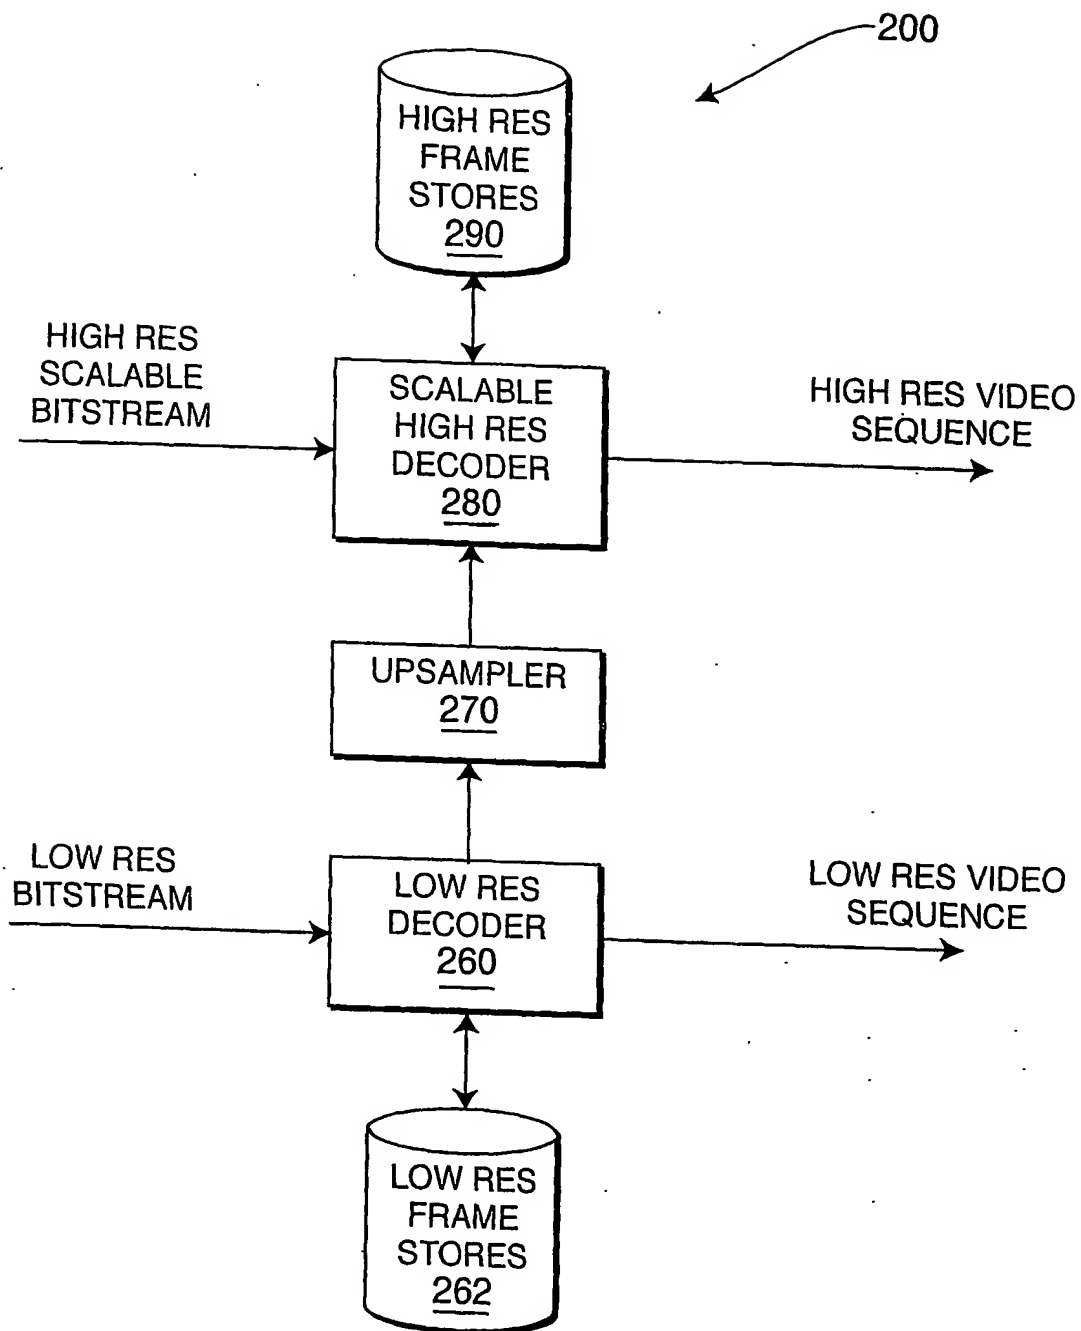 200
HIGH RES
FRAME
STORES
290
HIGH RES
SCALABLE
BITSTREAM
SCALABLE
HIGH RES
DECODER
280
HIGH RES VIDEO
SEQUENCE
UPSAMPLER
270
LOW RES
BITSTREAM
LOW RES
DECODER
260
LOW RES VIDEO
SEQUENCE
LOW RES
FRAME
STORES
262